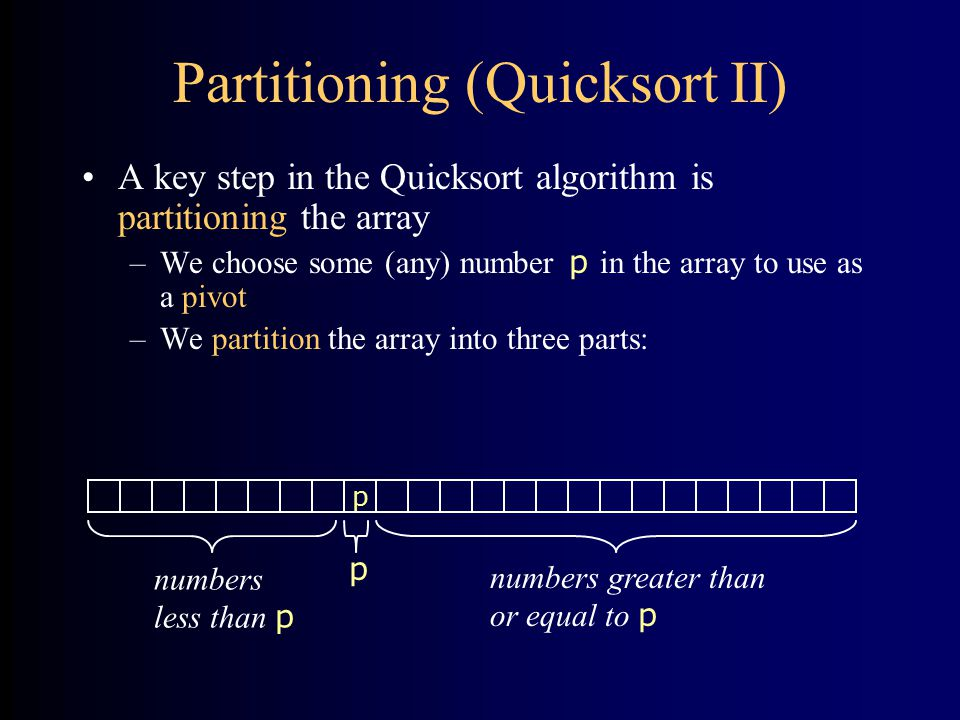 Partitioning (Quicksort II)
• A key step in the Quicksort algorithm is
partitioning the array
– We choose some (any) number p in the array to use as
a pivot
– We partition the array into three parts:
p
p
numbers
less than p
numbers greater than
or equal to p